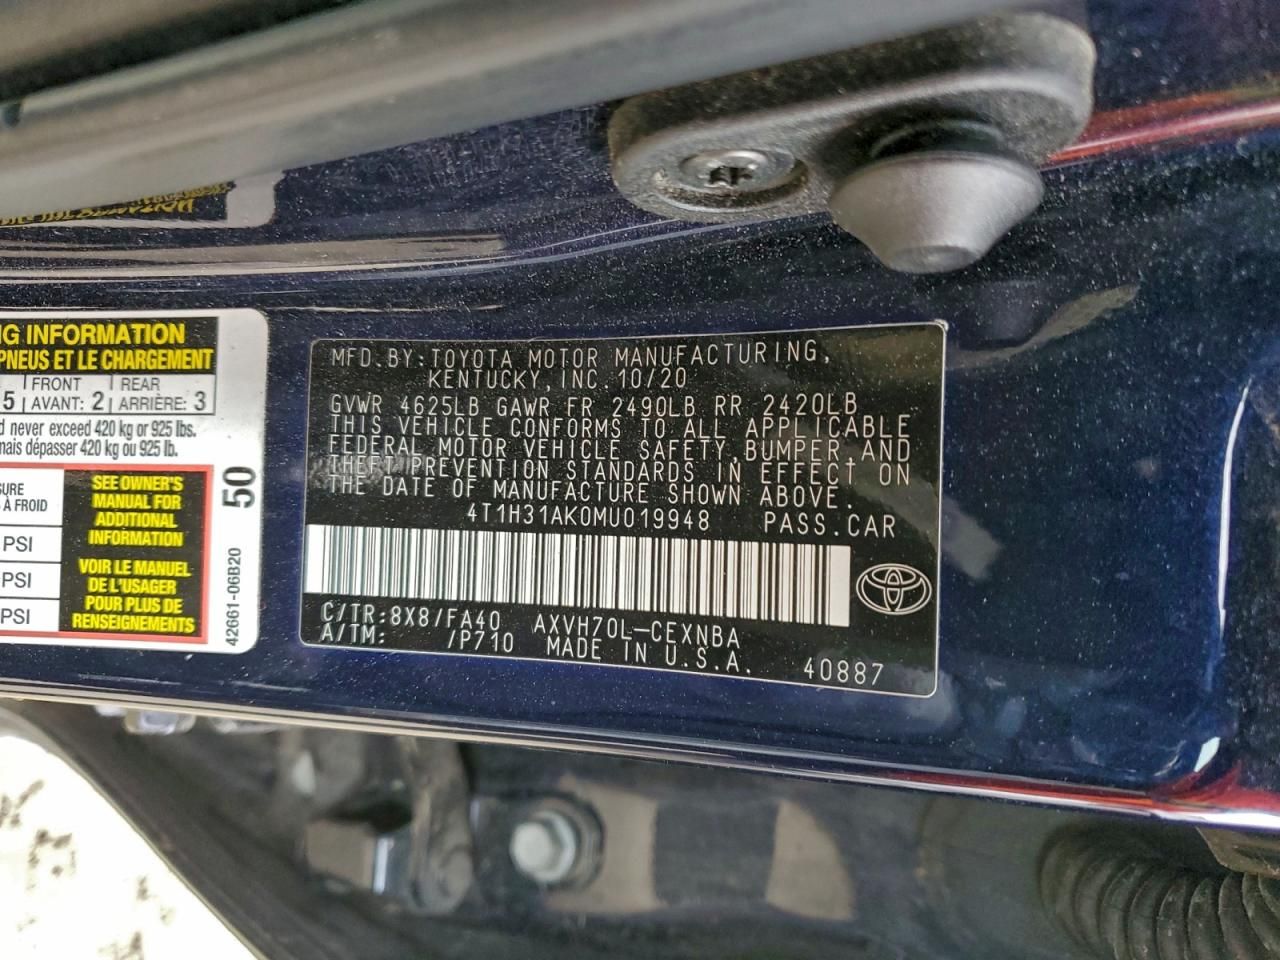 NG INFORMATION
PNEUS ET LE CHARGEMENT
5 FRONT AVANT: 2 REAR ARRIÈRE: 3
d never exceed 420 kg or 925 lbs.
mais dépasser 420 kg ou 925 lb.
SURE
À FROID
PSI
PSI
PSI
SEE OWNER'S
MANUAL FOR
ADDITIONAL
INFORMATION
VOIR LE MANUEL
DE L'USAGER
POUR PLUS DE
RENSEIGNEMENTS
50
42661-06B20
MFD.BY:TOYOTA MOTOR MANUFACTURING,
KENTUCKY,INC.10/20
GVWR 4625LB GAWR FR 2490LB RR 2420LB
THIS VEHICLE CONFORMS TO ALL APPLICABLE
FEDERAL MOTOR VEHICLE SAFETY,BUMPER AND
THEFT PREVENTION STANDARDS IN EFFECT ON
THE DATE OF MANUFACTURE SHOWN ABOVE.
4T1H31AK0MU019948 PASS.CAR
C/TR:8X8/FA40 AXVH70L-CEXNBA
A/TM: /P710 MADE IN U.S.A. 40887